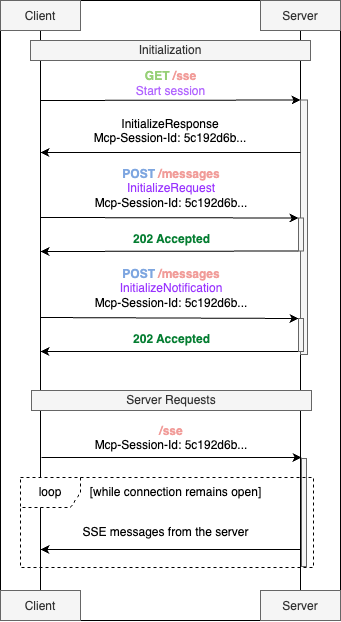 Client
Server
Initialization
GET /sse
Start session
InitializeResponse
Mcp-Session-Id: 5c192d6b...
POST /messages
InitializeRequest
Mcp-Session-Id: 5c192d6b...
202 Accepted
POST /messages
InitializeNotification
Mcp-Session-Id: 5c192d6b...
202 Accepted
Server Requests
/sse
Mcp-Session-Id: 5c192d6b...
loop
[while connection remains open]
SSE messages from the server
Client
Server